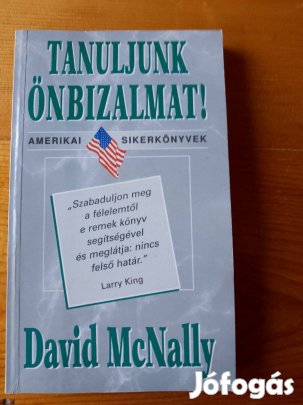 TANULJUNK
ÖNBIZALMAT!
AMERIKAI SIKERKÖNYVEK
„Szabaduljon meg
a félelemtől
e remek könyv
segítségével
és meglátja: nincs
felső határ.”
Larry King
David McNally
Jófogás